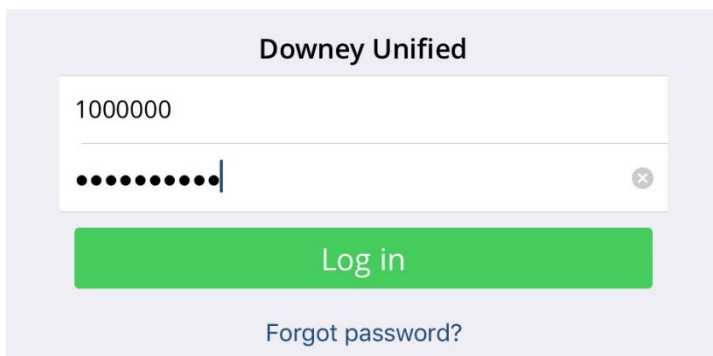 Downey Unified
1000000
••••••••••
Log in
Forgot password?